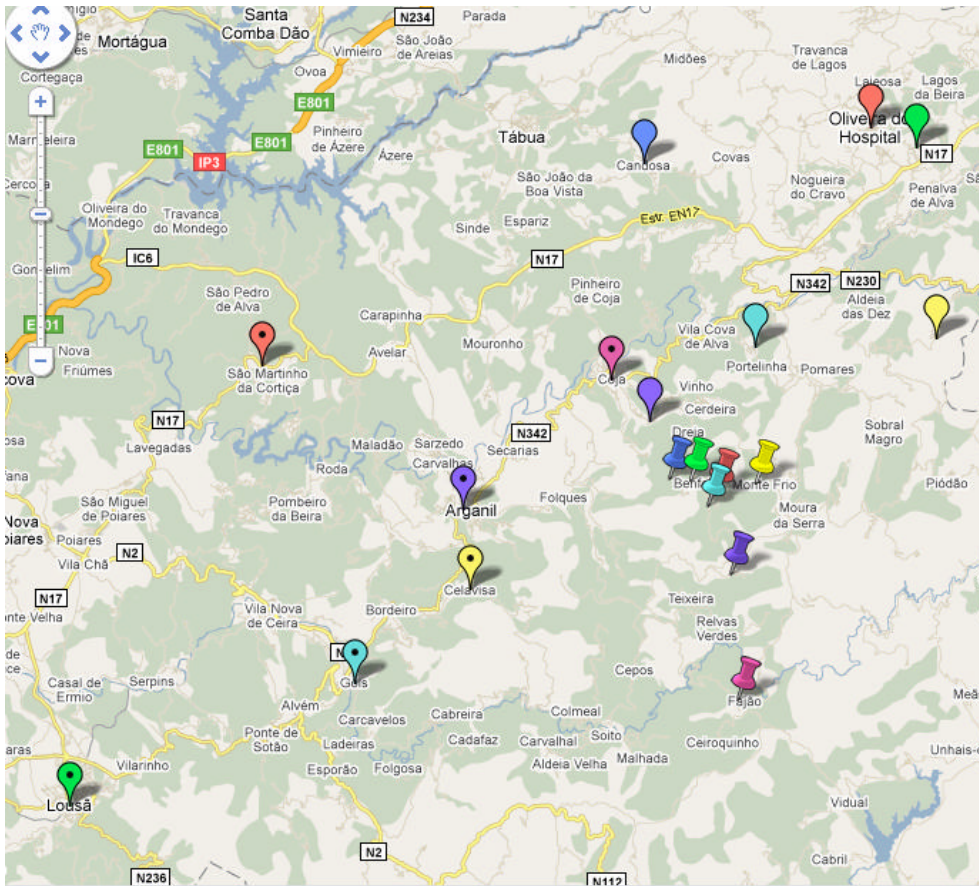 Santa
Comba Dão
N234
Parada
Mortágua
São João
de Areias
Travanca
de Lagos
Vimieiro
Midões
Cortegaça
Ovoa
Lajeosa
Lagos
da Beira
E801
Oliveira do
Hospital
Pinheiro
de Ázere
Tábua
E801
E801
Ázere
Candosa
Covas
N17
IP3
São João da
Boa Vista
Nogueira
do Cravo
Penalva
de Alva
Oliveira do
Mondego
Travanca
do Mondego
Espariz
Sinde
Estr. EN17
IC6
N17
N342
N230
São Pedro
de Alva
Pinheiro
de Coja
Aldeia
das Dez
Carapinha
Vila Cova
de Alva
Nova
Friúmes
Avelar
Mouronho
Portelinha
Pomares
São Martinho
da Cortiça
Coja
Vinho
Cerdeira
N17
N342
Dreia
Sobral
Magro
Lavegadas
Maladão
Sarzedo
Carvalhas
Secarias
Roda
Monte Frio
Piódão
São Miguel
de Poiares
Pombeiro
da Beira
Arganil
Folques
Moura
da Serra
Nova
Poiares
N2
Vila Chã
Celavisa
N17
Teixeira
Vila Nova
de Ceira
Bordeiro
Relvas
Verdes
Góis
Cepos
Casal de
Ermio
Serpins
Fajão
Alvém
Carcavelos
Cabreira
Colmeal
Ponte de
Sotão
Ladeiras
Cadafaz
Carvalhal
Soito
Ceiroquinho
Vilarinho
Esporão
Folgosa
Aldeia Velha
Malhada
Lousã
Vidual
N2
Cabril
N236
N112